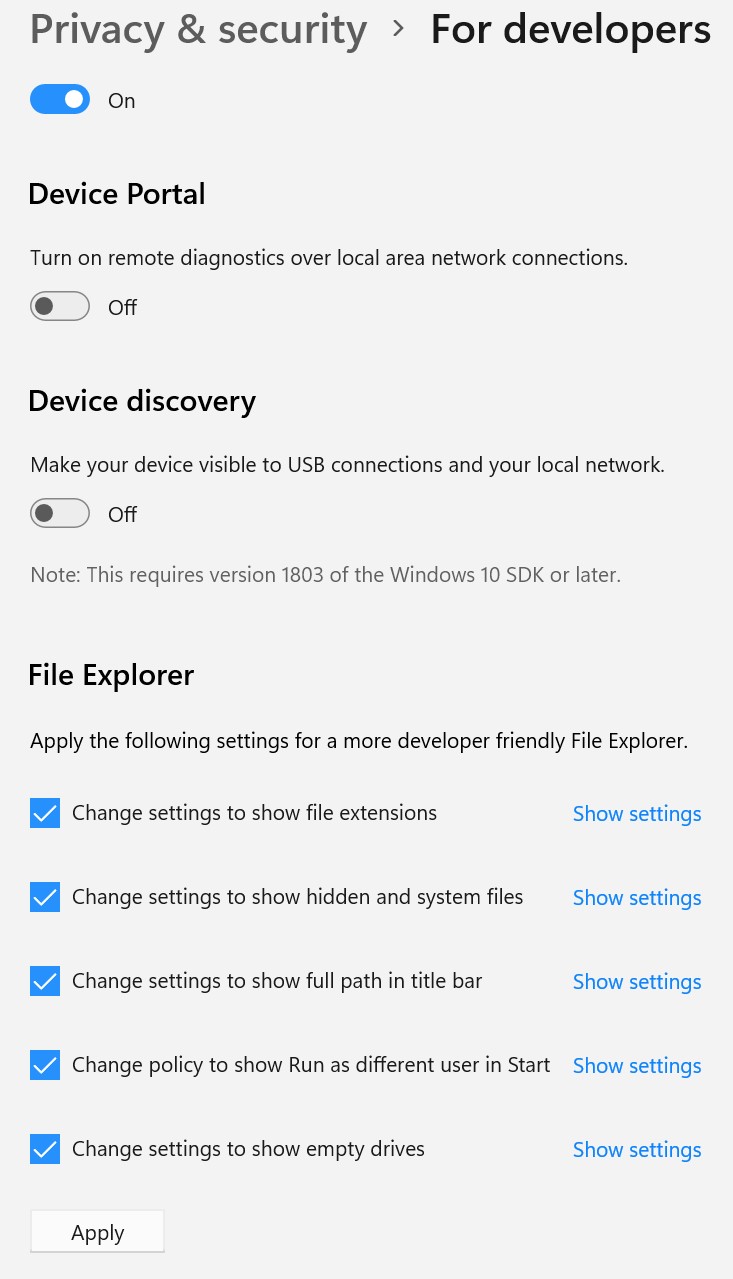 Privacy & security > For developers
On
Device Portal
Turn on remote diagnostics over local area network connections.
Off
Device discovery
Make your device visible to USB connections and your local network.
Off
Note: This requires version 1803 of the Windows 10 SDK or later.
File Explorer
Apply the following settings for a more developer friendly File Explorer.
Change settings to show file extensions Show settings
Change settings to show hidden and system files Show settings
Change settings to show full path in title bar Show settings
Change policy to show Run as different user in Start Show settings
Change settings to show empty drives Show settings
Apply